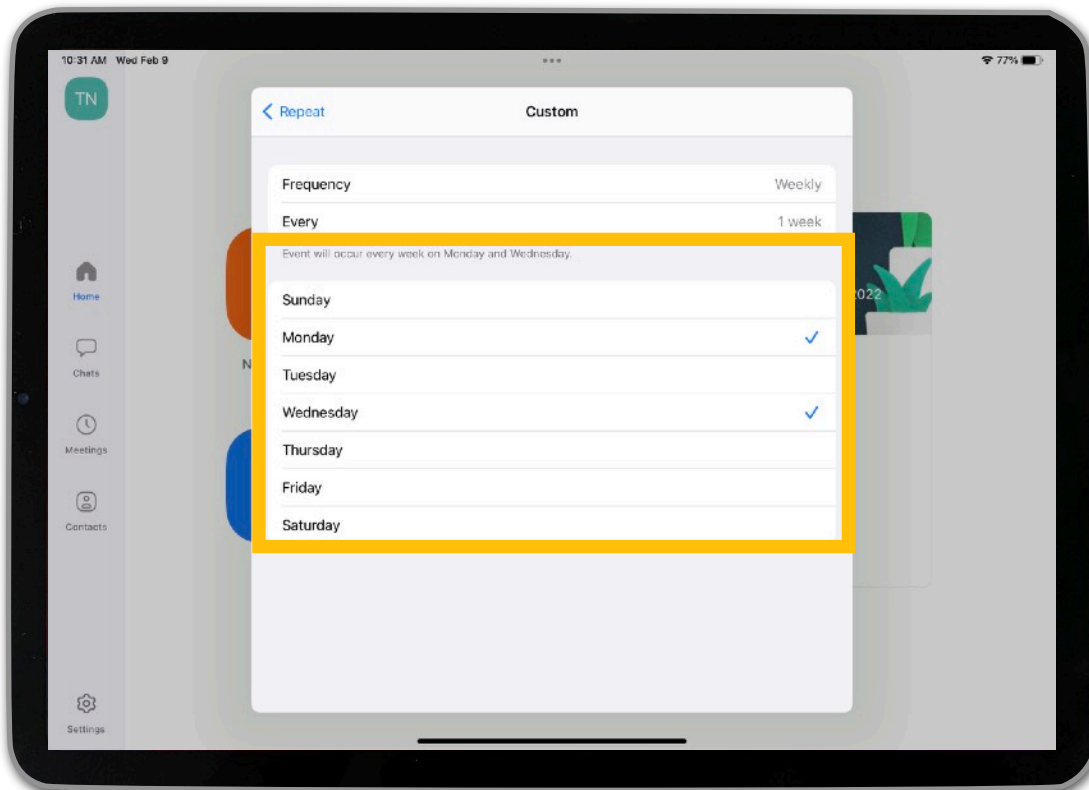 10:31 AM Wed Feb 9
77%
TN
Repeat
Custom
Frequency
Weekly
Every
1 week
Event will occur every week on Monday and Wednesday.
Sunday
Monday
Tuesday
Wednesday
Thursday
Friday
Saturday
Home
Chats
Meetings
Contacts
Settings
N
2022